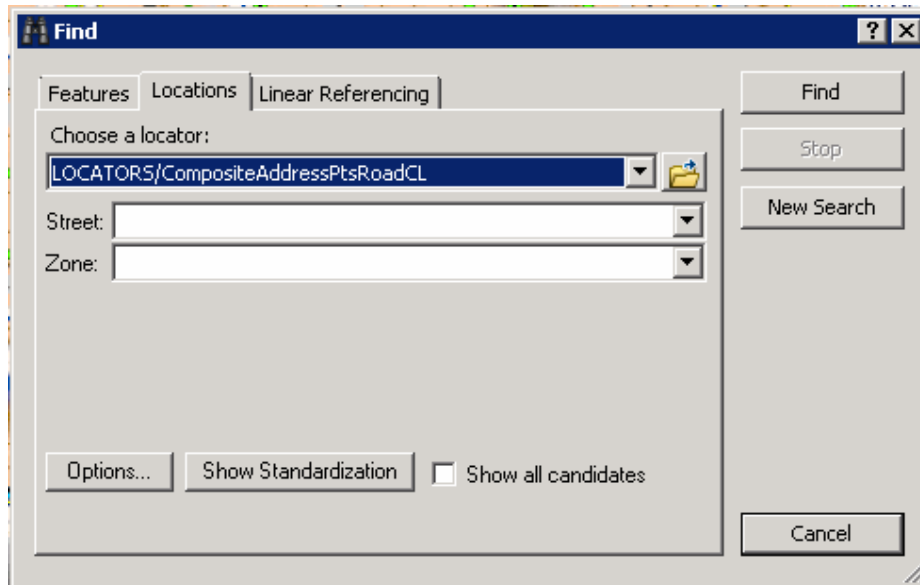 Find
Features Locations Linear Referencing
Choose a locator:
LOCATORS/CompositeAddressPtsRoadCL
Street:
Zone:
Options... Show Standardization Show all candidates
Find
Stop
New Search
Cancel